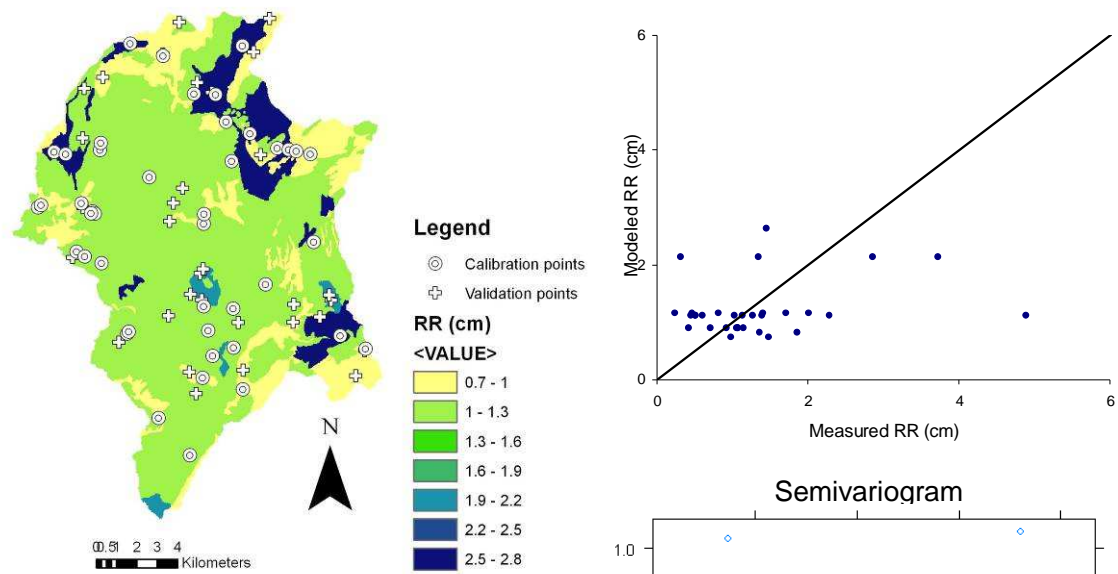 Legend
Calibration points
Validation points
RR (cm)
<VALUE>
0.7 - 1
1 - 1.3
1.3 - 1.6
1.6 - 1.9
1.9 - 2.2
2.2 - 2.5
2.5 - 2.8
N
0 0.5 1 2 3 4
Kilometers
6
4
2
0
Modeled RR (cm)
0 2 4 6
Measured RR (cm)
Semivariogram
1.0